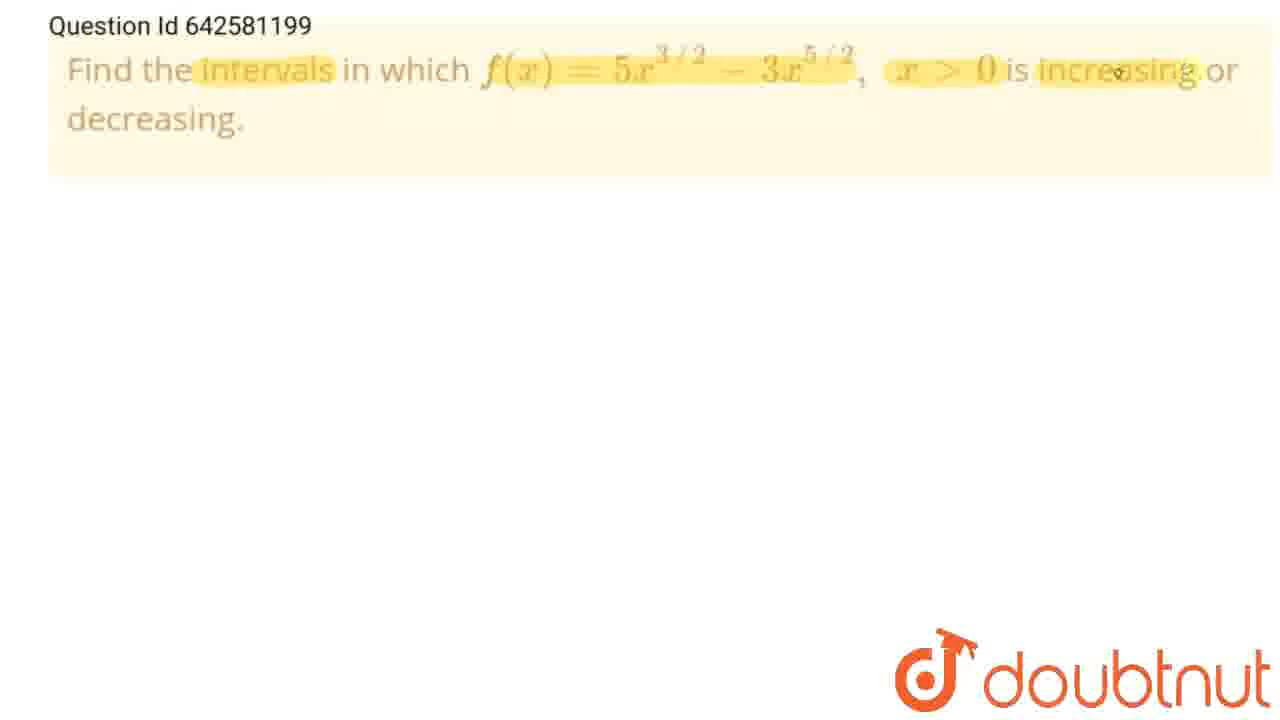 Question Id 642581199
Find the intervals in which f(x) = 5x^{3/2} − 3x^{5/2}, x > 0 is increasing or
decreasing.
doubtnut